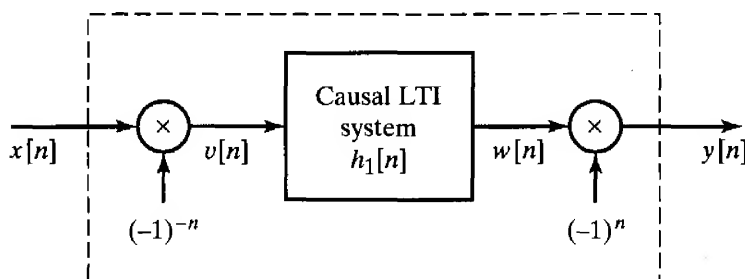 Causal LTI
system
h₁[n]
×
×
x[n]
v[n]
w[n]
y[n]
(−1)⁻ⁿ
(−1)ⁿ